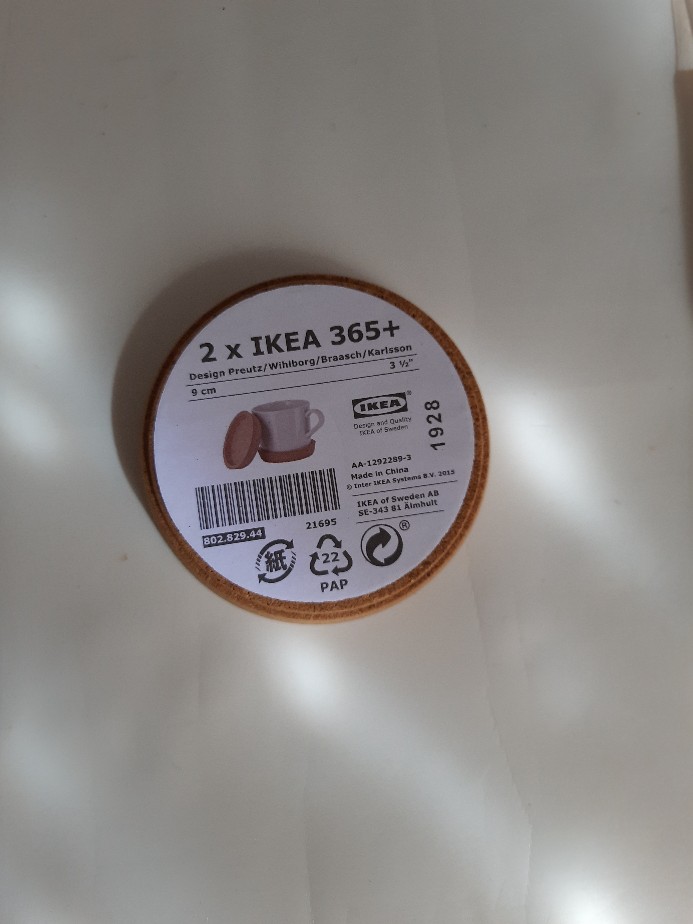 2 x IKEA 365+
Design Preutz/Wihlborg/Braasch/Karlsson
9 cm
3 ½"
IKEA®
Design and Quality
IKEA of Sweden
1928
AA-1292289-3
Made in China
© Inter IKEA Systems B.V. 2015
IKEA of Sweden AB
SE-343 81 Älmhult
802.829.44
21695
紙
22
PAP
®